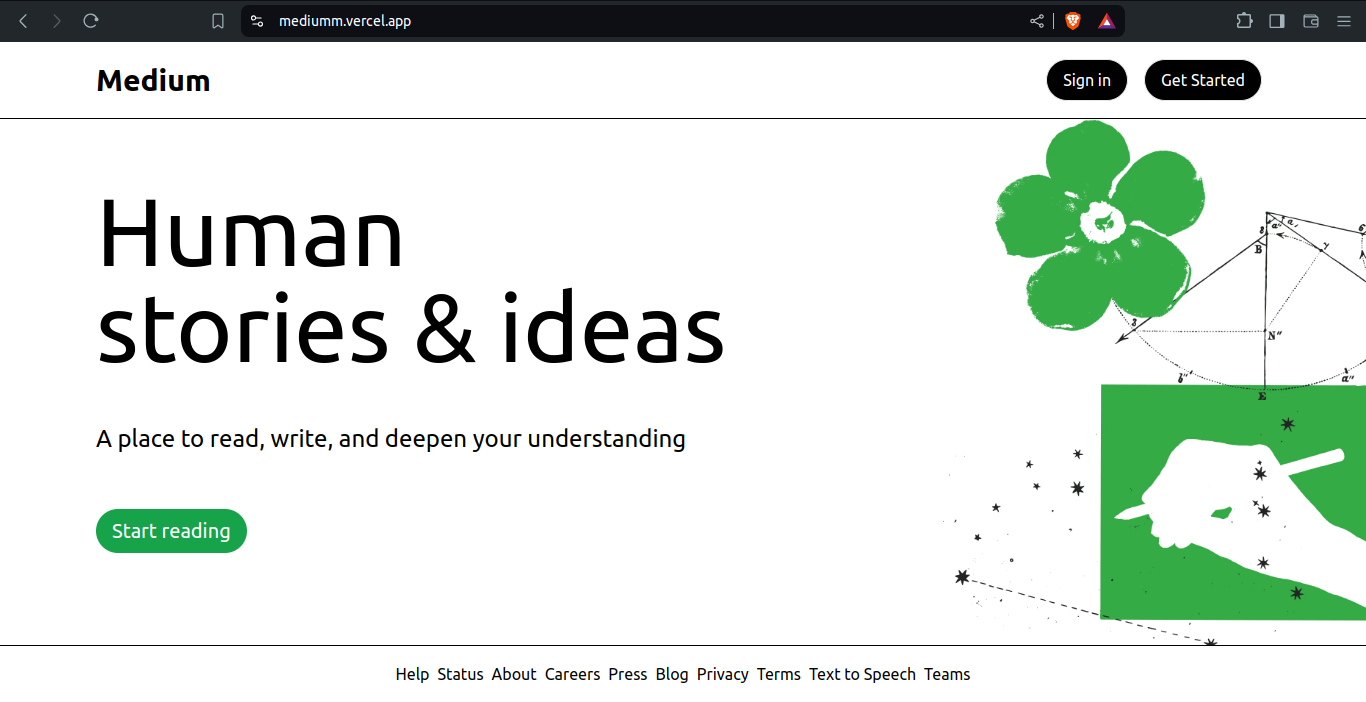 mediumm.vercel.app
Medium
Sign in
Get Started
Human
stories & ideas
A place to read, write, and deepen your understanding
Start reading
B
N"
b"
a"
E
Help Status About Careers Press Blog Privacy Terms Text to Speech Teams